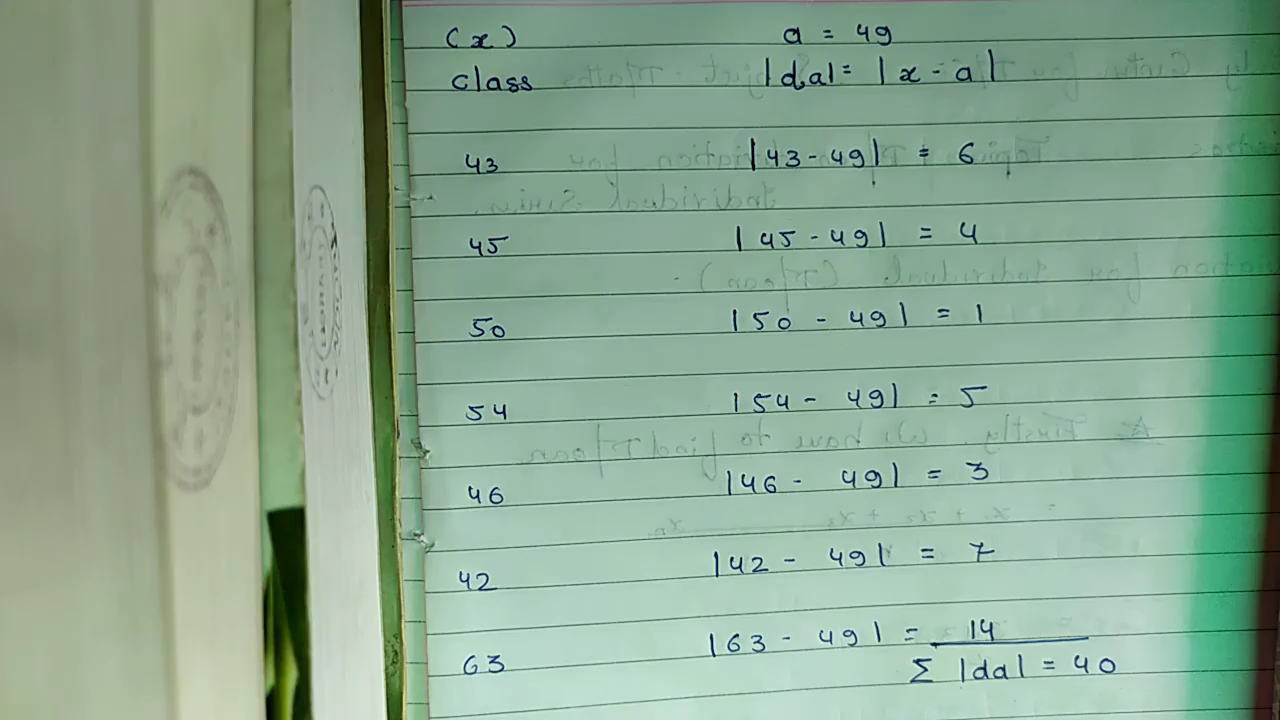 (x) a = 49
class |da| = |x - a|
43 |43 - 49| = 6
45 |45 - 49| = 4
50 |50 - 49| = 1
54 |54 - 49| = 5
46 |46 - 49| = 3
42 |42 - 49| = 7
63 |63 - 49| = 14
Σ |da| = 40